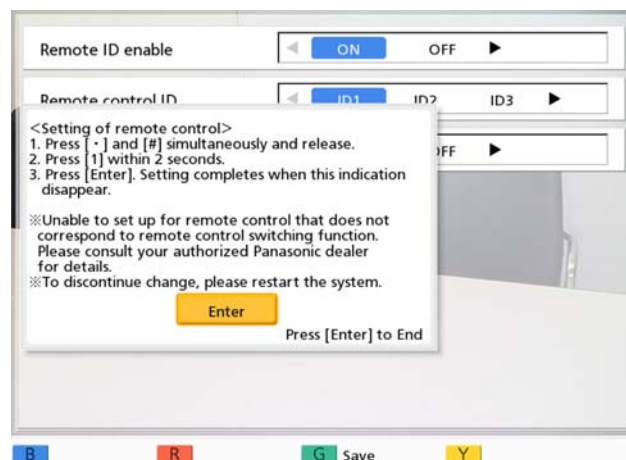 Remote ID enable ◀ ON OFF ▶
Remote control ID ◀ ID1 ID2 ID3 ▶
OFF ▶
<Setting of remote control>
1. Press [・] and [#] simultaneously and release.
2. Press [1] within 2 seconds.
3. Press [Enter]. Setting completes when this indication
disappear.
※Unable to set up for remote control that does not
correspond to remote control switching function.
Please consult your authorized Panasonic dealer
for details.
※To discontinue change, please restart the system.
Enter
Press [Enter] to End
B R G Save Y